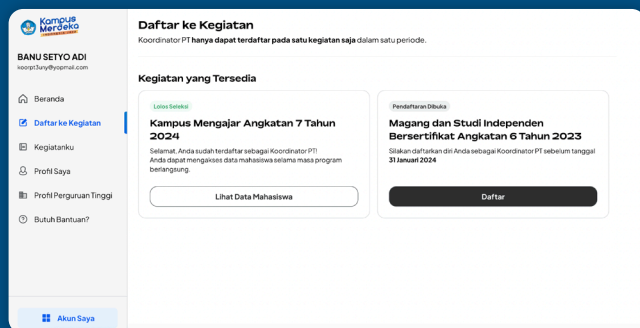 Kampus
Merdeka
INDONESIA JAYA
BANU SETYO ADI
koorpt3uny@yopmail.com
Beranda
Daftar ke Kegiatan
Kegiatanku
Profil Saya
Profil Perguruan Tinggi
Butuh Bantuan?
Akun Saya
Daftar ke Kegiatan
Koordinator PT hanya dapat terdaftar pada satu kegiatan saja dalam satu periode.
Kegiatan yang Tersedia
Lolos Seleksi
Kampus Mengajar Angkatan 7 Tahun
2024
Selamat, Anda sudah terdaftar sebagai Koordinator PT!
Anda dapat mengakses data mahasiswa selama masa program
berlangsung.
Lihat Data Mahasiswa
Pendaftaran Dibuka
Magang dan Studi Independen
Bersertifikat Angkatan 6 Tahun 2023
Silakan daftarkan diri Anda sebagai Koordinator PT sebelum tanggal
31 Januari 2024
Daftar